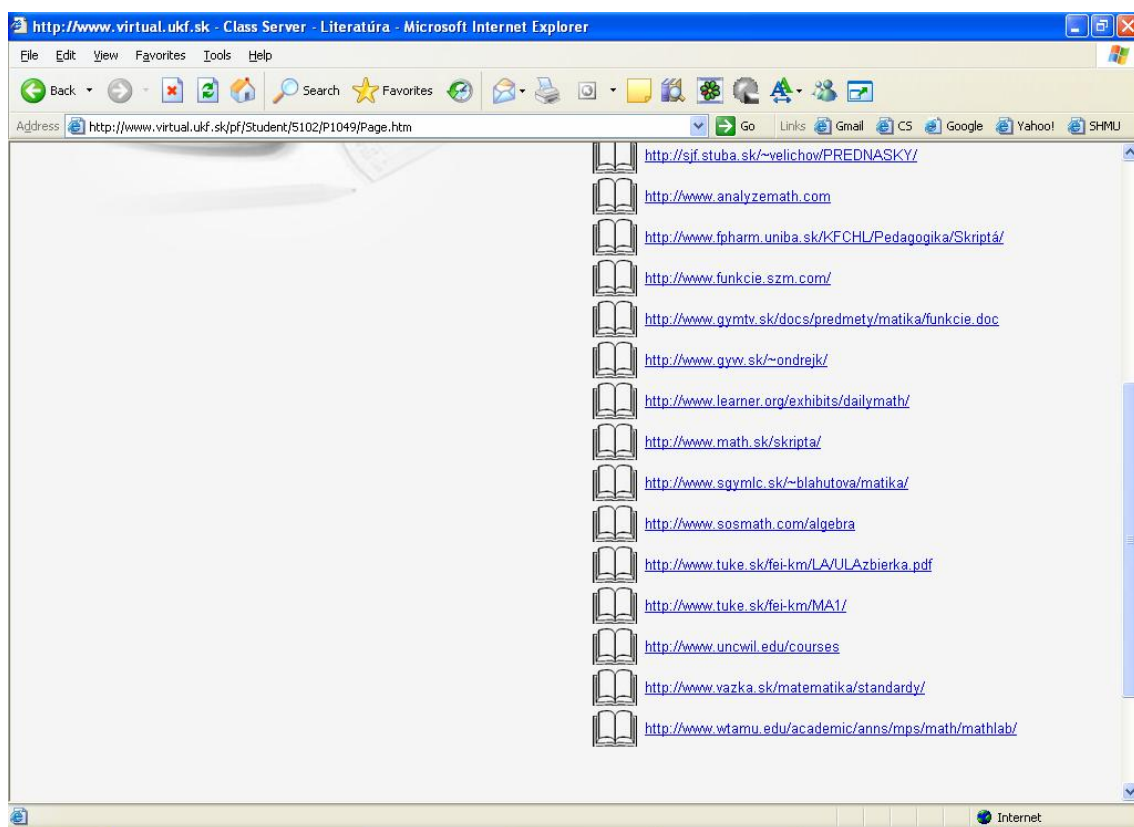 http://www.virtual.ukf.sk - Class Server - Literatúra - Microsoft Internet Explorer
File Edit View Favorites Tools Help
Back Search Favorites
Address http://www.virtual.ukf.sk/pf/Student/5102/P1049/Page.htm Go Links Gmail CS Google Yahoo! SHMU
http://sjf.stuba.sk/~velichow/PREDNASKY/
http://www.analyzemath.com
http://www.fpharm.uniba.sk/KFCHL/Pedagogika/Skriptá/
http://www.funkcie.szm.com/
http://www.gymtv.sk/docs/predmety/matika/funkcie.doc
http://www.gyvv.sk/~ondrejk/
http://www.learner.org/exhibits/dailymath/
http://www.math.sk/skripta/
http://www.sgymlc.sk/~blahutova/matika/
http://www.sosmath.com/algebra
http://www.tuke.sk/fei-km/LA/ULAzbierka.pdf
http://www.tuke.sk/fei-km/MA1/
http://www.uncwil.edu/courses
http://www.vazka.sk/matematika/standardy/
http://www.wtamu.edu/academic/anns/mps/math/mathlab/
Internet